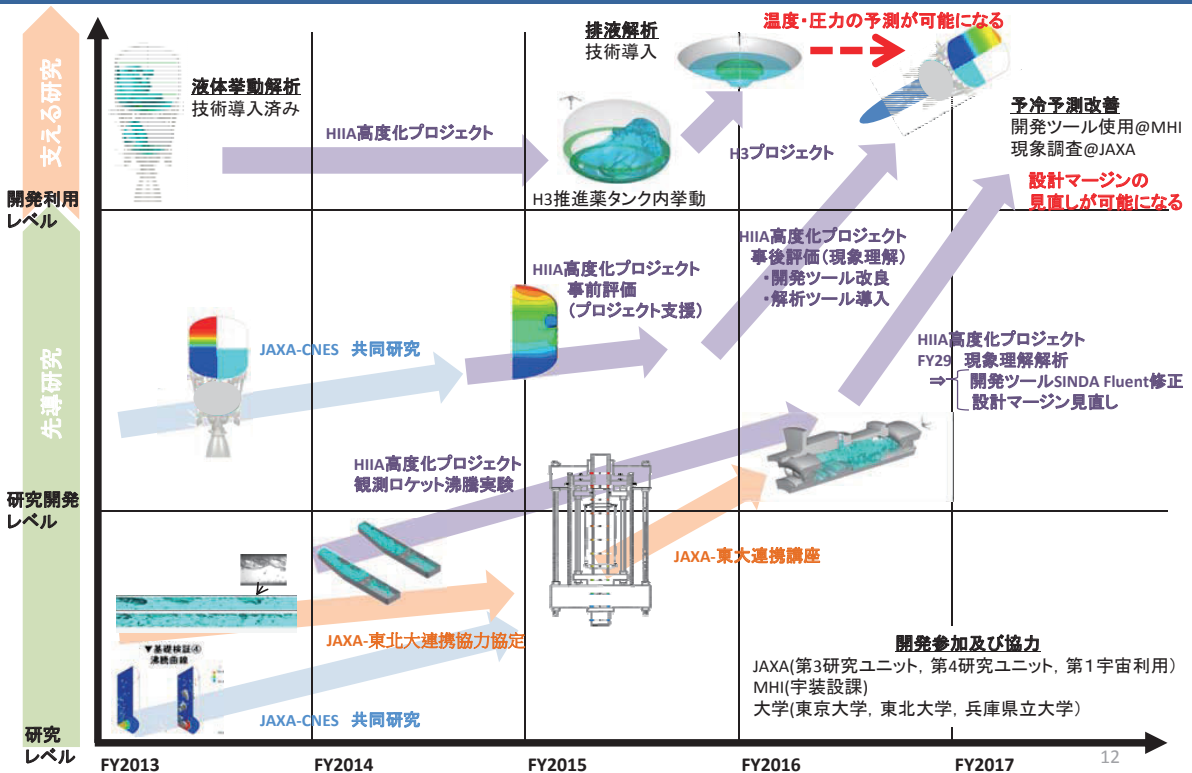 支え研究
先導研究
開発利用
レベル
研究開発
レベル
研究
レベル
液体挙動解析
技術導入済み
HIIA高度化プロジェクト
排液解析
技術導入
H3推進薬タンク内挙動
温度・圧力の予測が可能になる
H3プロジェクト
予冷予測改善
開発ツール使用@MHI
現象調査@JAXA
設計マージンの
見直しが可能になる
JAXA-CNES 共同研究
HIIA高度化プロジェクト
事前評価
(プロジェクト支援)
HIIA高度化プロジェクト
事後評価(現象理解)
・開発ツール改良
・解析ツール導入
HIIA高度化プロジェクト
FY29 現象理解解析
⇒ 開発ツールSINDA Fluent修正
設計マージン見直し
HIIA高度化プロジェクト
観測ロケット沸騰実験
JAXA-東大連携講座
JAXA-東北大連携協力協定
▼基礎検証④
沸騰曲線
JAXA-CNES 共同研究
開発参加及び協力
JAXA(第3研究ユニット, 第4研究ユニット, 第1宇宙利用)
MHI(宇装設課)
大学(東京大学, 東北大学, 兵庫県立大学)
FY2013
FY2014
FY2015
FY2016
FY2017
12